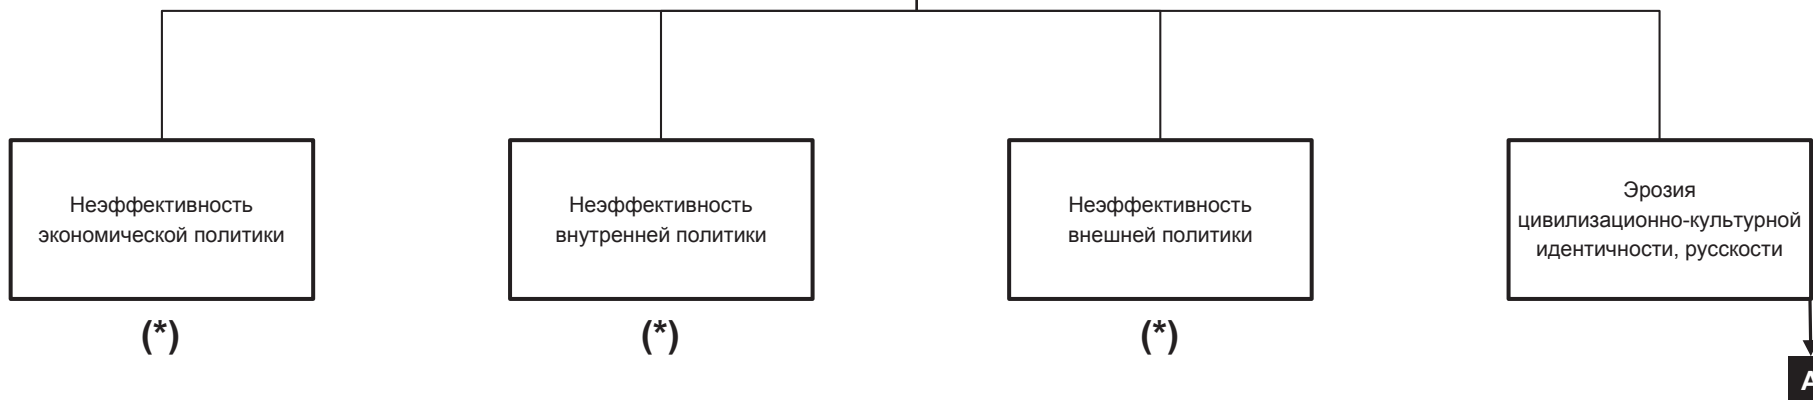 Неэффективность
экономической политики
Неэффективность
внутренней политики
Неэффективность
внешней политики
Эрозия
цивилизационно-культурной
идентичности, русскости
(*)
(*)
(*)
А